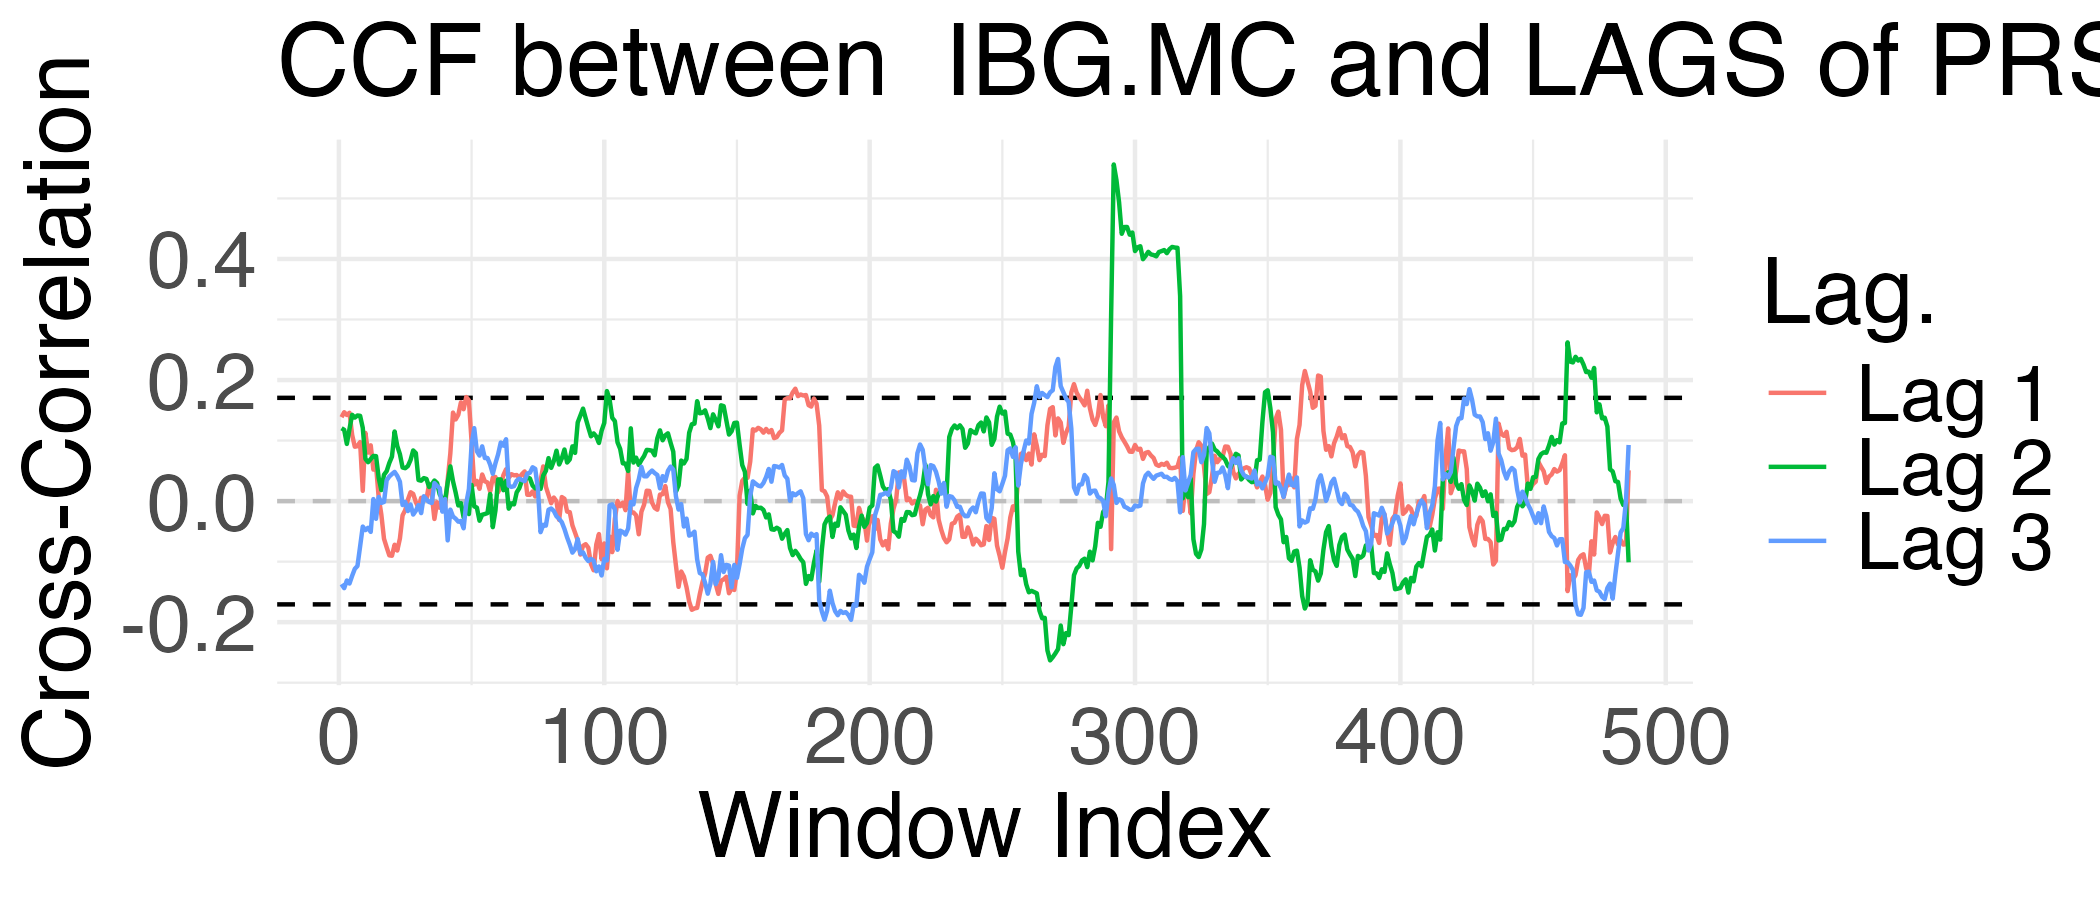 CCF between  IBG.MC and LAGS of PRS
Cross-Correlation
0.4
0.2
0.0
-0.2
0 100 200 300 400 500
Window Index
Lag.
Lag 1
Lag 2
Lag 3